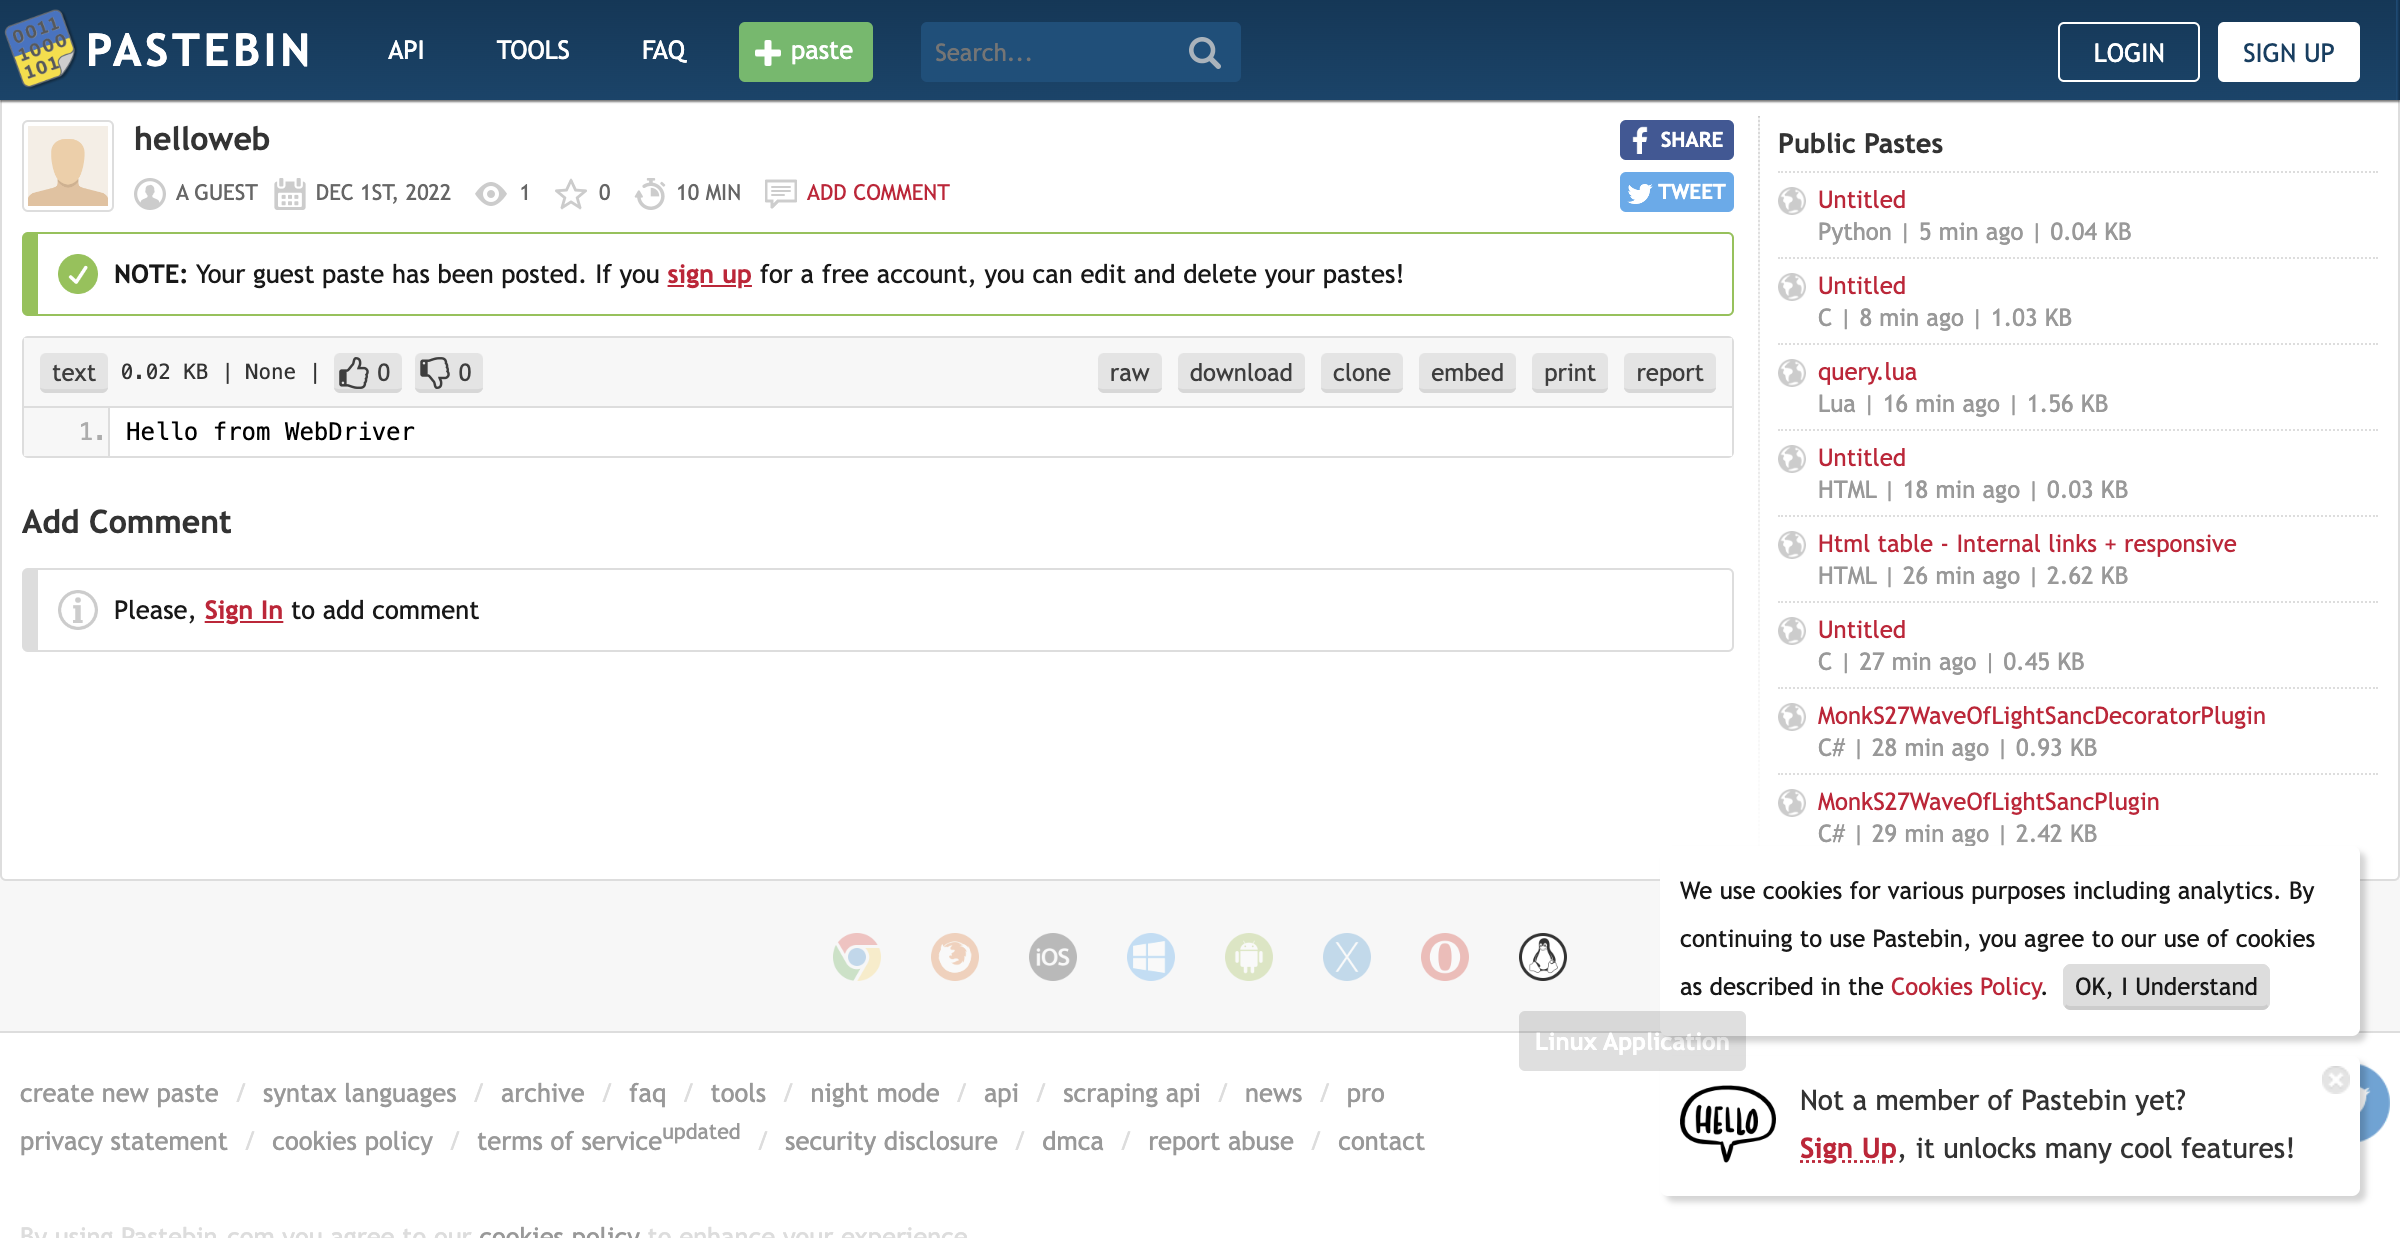 0011
1000
101
PASTEBIN
API
TOOLS
FAQ
paste
Search...
LOGIN
SIGN UP
helloweb
A GUEST
DEC 1ST, 2022
1
0
10 MIN
ADD COMMENT
SHARE
TWEET
NOTE: Your guest paste has been posted. If you sign up for a free account, you can edit and delete your pastes!
text 0.02 KB | None | 0 0
raw
download
clone
embed
print
report
1. Hello from WebDriver
Add Comment
Please, Sign In to add comment
Public Pastes
Untitled
Python | 5 min ago | 0.04 KB
Untitled
C | 8 min ago | 1.03 KB
query.lua
Lua | 16 min ago | 1.56 KB
Untitled
HTML | 18 min ago | 0.03 KB
Html table - Internal links + responsive
HTML | 26 min ago | 2.62 KB
Untitled
C | 27 min ago | 0.45 KB
MonkS27WaveOfLightSancDecoratorPlugin
C# | 28 min ago | 0.93 KB
MonkS27WaveOfLightSancPlugin
C# | 29 min ago | 2.42 KB
We use cookies for various purposes including analytics. By
continuing to use Pastebin, you agree to our use of cookies
as described in the Cookies Policy. OK, I Understand
iOS
X
Linux Application
create new paste / syntax languages / archive / faq / tools / night mode / api / scraping api / news / pro
privacy statement / cookies policy / terms of service updated / security disclosure / dmca / report abuse / contact
HELLO
Not a member of Pastebin yet?
Sign Up, it unlocks many cool features!
By using Pastebin.com you agree to our cookies policy to enhance your experience